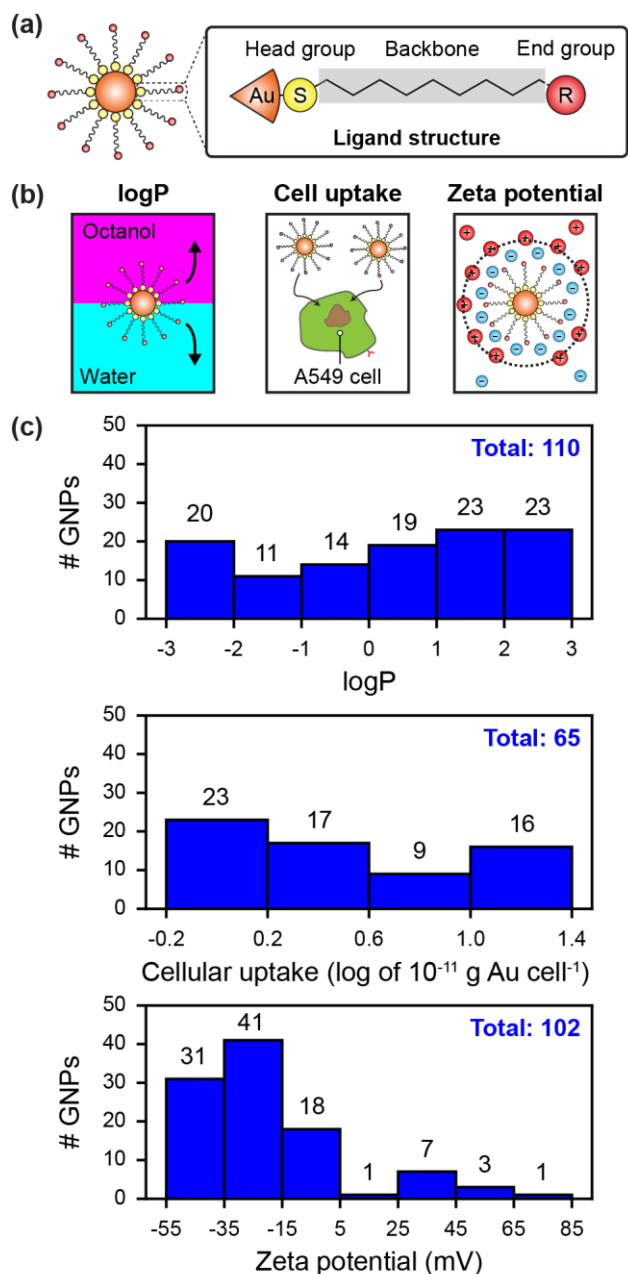 (a)
Head group Backbone End group
Au S R
Ligand structure
(b)
logP Cell uptake Zeta potential
Octanol
Water
A549 cell
+ + + + + + + + + + + +
- - - - - - - - - - - - - -
(c)
50
40
30
20
10
0
# GNPs
Total: 110
20 11 14 19 23 23
-3 -2 -1 0 1 2 3
logP
50
40
30
20
10
0
# GNPs
Total: 65
23 17 9 16
-0.2 0.2 0.6 1.0 1.4
Cellular uptake (log of 10⁻¹¹ g Au cell⁻¹)
50
40
30
20
10
0
# GNPs
Total: 102
31 41 18 1 7 3 1
-55 -35 -15 5 25 45 65 85
Zeta potential (mV)